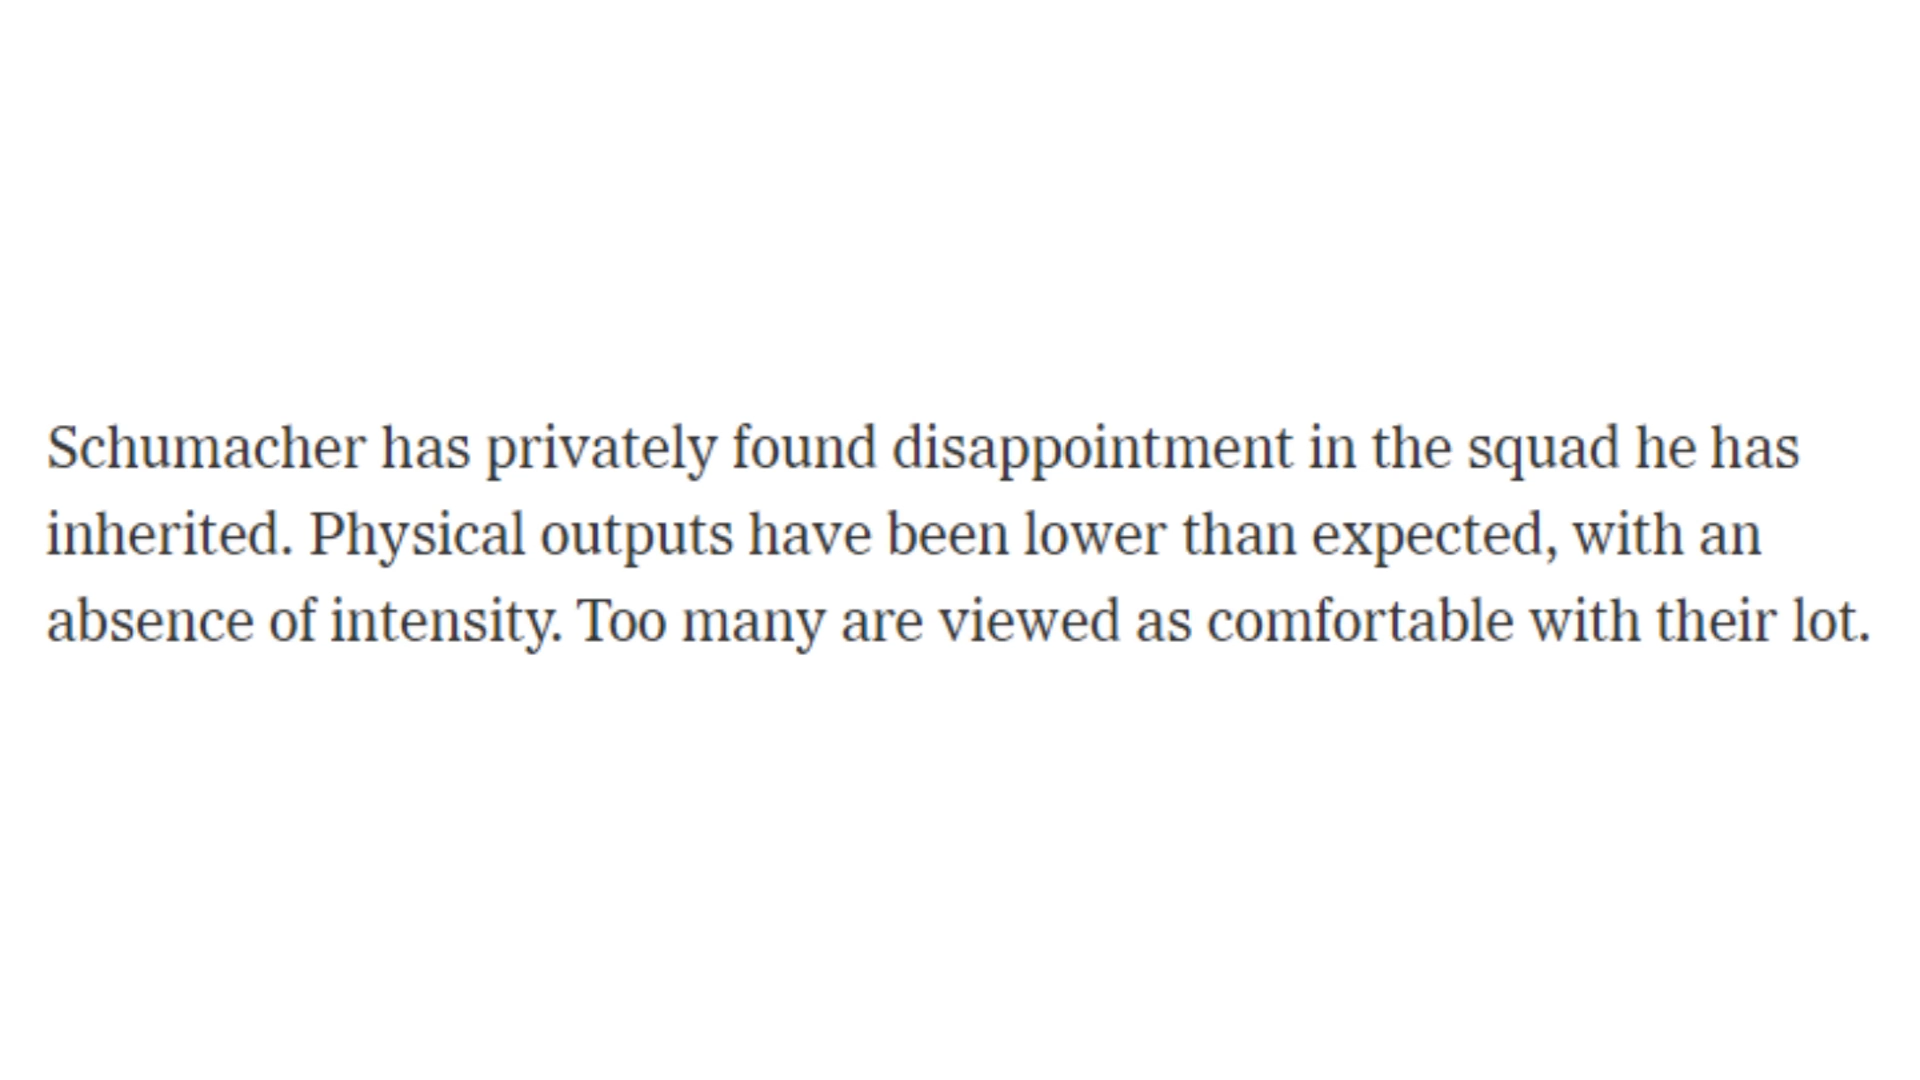 Schumacher has privately found disappointment in the squad he has
inherited. Physical outputs have been lower than expected, with an
absence of intensity. Too many are viewed as comfortable with their lot.